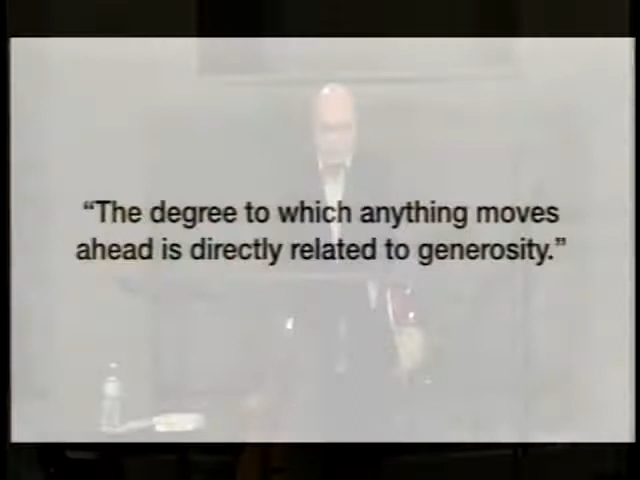 “The degree to which anything moves
ahead is directly related to generosity.”